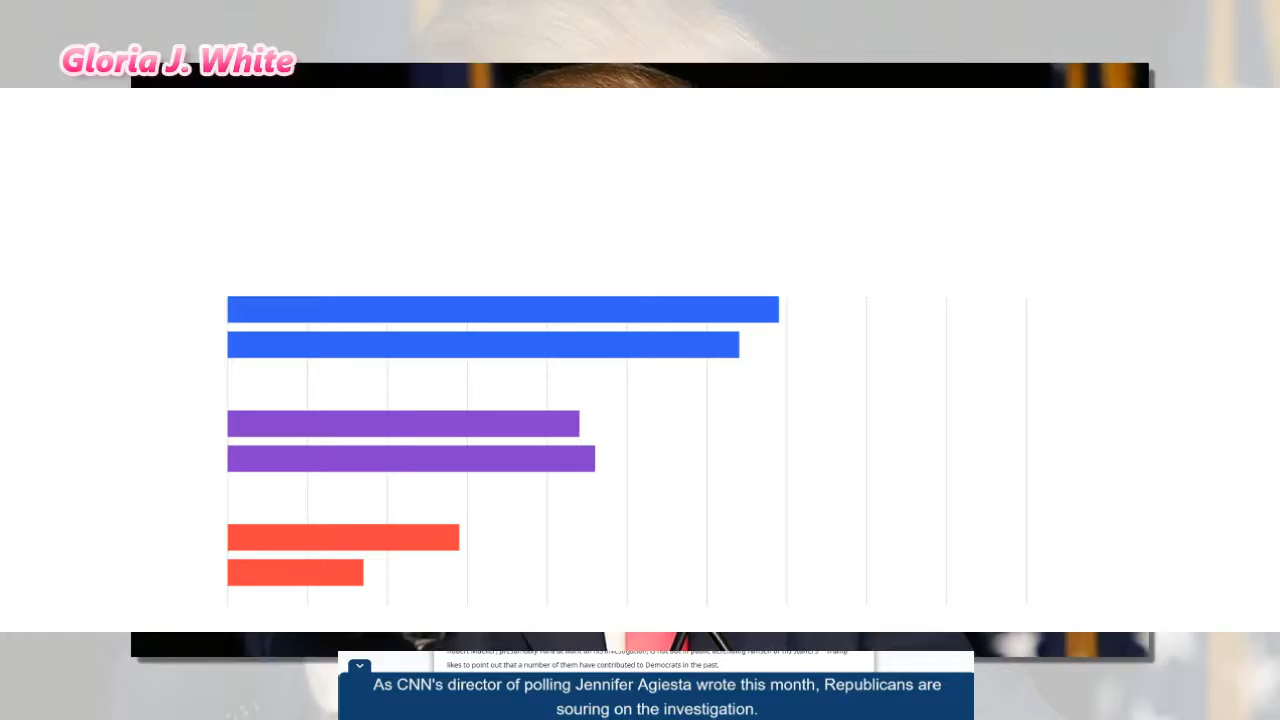 Gloria J. White
likes to point out that a number of them have contributed to Democrats in the past.
As CNN's director of polling Jennifer Agiesta wrote this month, Republicans are
souring on the investigation.